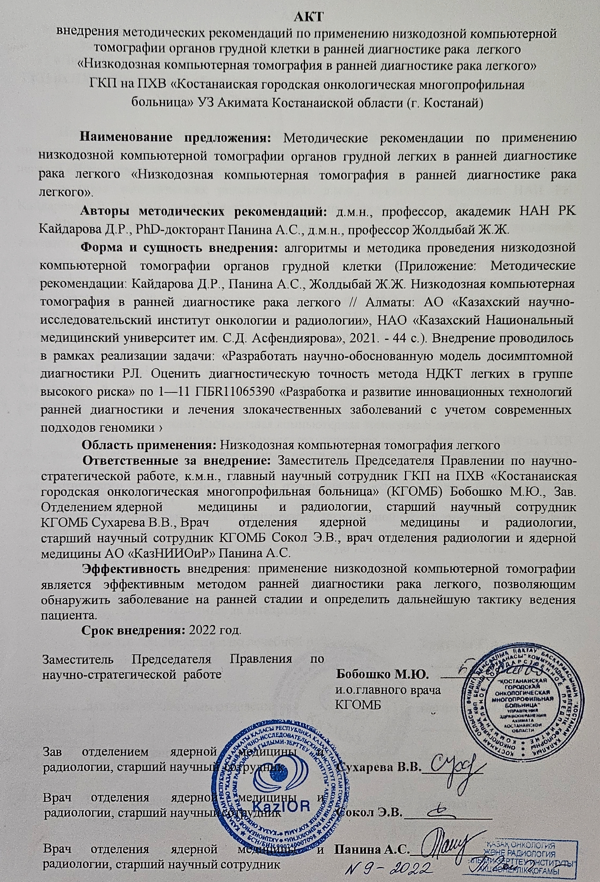 АКТ
внедрения методических рекомендаций по применению низкодозной компьютерной
томографии органов грудной клетки в ранней диагностике рака легкого
«Низкодозная компьютерная томография в ранней диагностике рака легкого»
ГКП на ПХВ «Костанаиская городская онкологическая многопрофильная
больница» УЗ Акимата Костанаиской области (г. Костанай)
Наименование предложения: Методические рекомендации по применению
низкодозной компьютерной томографии органов грудной легких в ранней диагностике
рака легкого «Низкодозная компьютерная томография в ранней диагностике рака
легкого».
Авторы методических рекомендаций: д.м.н., профессор, академик НАН РК
Кайдарова Д.Р., PhD-докторант Панина А.С., д.м.н., профессор Жолдыбай Ж.Ж.
Форма и сущность внедрения: алгоритмы и методика проведения низкодозной
компьютерной томографии органов грудной клетки (Приложение: Методические
рекомендации: Кайдарова Д.Р., Панина А.С., Жолдыбай Ж.Ж. Низкодозная компьютерная
томография в ранней диагностике рака легкого // Алматы: АО «Казахский научно-
исследовательский институт онкологии и радиологии», НАО «Казахский Национальный
медицинский университет им. С.Д. Асфендиярова», 2021. - 44 с.). Внедрение проводилось
в рамках реализации задачи: «Разработать научно-обоснованную модель досимптомной
диагностики РЛ. Оценить диагностическую точность метода НДКТ легких в группе
высокого риска» по 1—11 ГІБR11065390 «Разработка и развитие инновационных технологий
ранней диагностики и лечения злокачественных заболеваний с учетом современных
подходов геномики ›
Область применения: Низкодозная компьютерная томография легкого
Ответственные за внедрение: Заместитель Председателя Правлении по научно-
стратегической работе, к.м.н., главный научный сотрудник ГКП на ПХВ «Костанаиская
городская онкологическая многопрофильная больница» (КГОМБ) Бобошко М.Ю., Зав.
Отделением ядерной медицины и радиологии, старший научный сотрудник
КГОМБ Сухарева В.В., Врач отделения ядерной медицины и радиологии,
старший научный сотрудник КГОМБ Сокол Э.В., врач отделения радиологии и ядерной
медицины АО «КазНИИОиР» Панина А.С.
Эффективность внедрения: применение низкодозной компьютерной томографии
является эффективным методом ранней диагностики рака легкого, позволяющим
обнаружить заболевание на ранней стадии и определить дальнейшую тактику ведения
пациента.
Срок внедрения: 2022 год.
Заместитель Председателя Правления по
научно-стратегической работе
Бобошко М.Ю.
и.о.главного врача
КГОМБ
"КОСТАНАЙСКАЯ
ГОРОДСКАЯ
ОНКОЛОГИЧЕСКАЯ
МНОГОПРОФИЛЬНАЯ
БОЛЬНИЦА"
УПРАВЛЕНИЯ
ЗДРАВООХРАНЕНИЯ
АКИМАТА
КОСТАНАЙСКОЙ
ОБЛАСТИ
Зав отделением ядерной медицины и
радиологии, старший научный сотрудник
Сухарева В.В.
KazIOR
Врач отделения ядерной медицины и
радиологии, старший научный сотрудник
Сокол Э.В.
Врач отделения ядерной медицины и
радиологии, старший научный сотрудник
Панина А.С.
N 9-2022
ҚАЗАҚ ОНКОЛОГИЯ
ЖӘНЕ РАДИОЛОГИЯ
ИНСТИТУТЫ
АКЦИОНЕРЛІК ҚОҒАМЫ